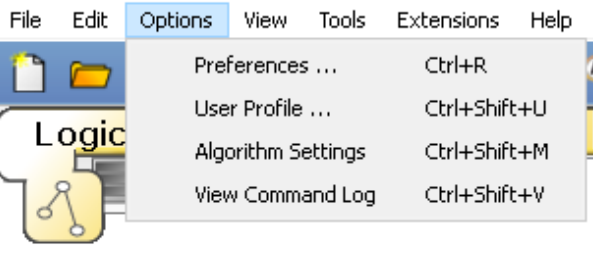 File Edit Options View Tools Extensions Help
Preferences ... Ctrl+R
User Profile ... Ctrl+Shift+U
Algorithm Settings Ctrl+Shift+M
View Command Log Ctrl+Shift+V
Logic